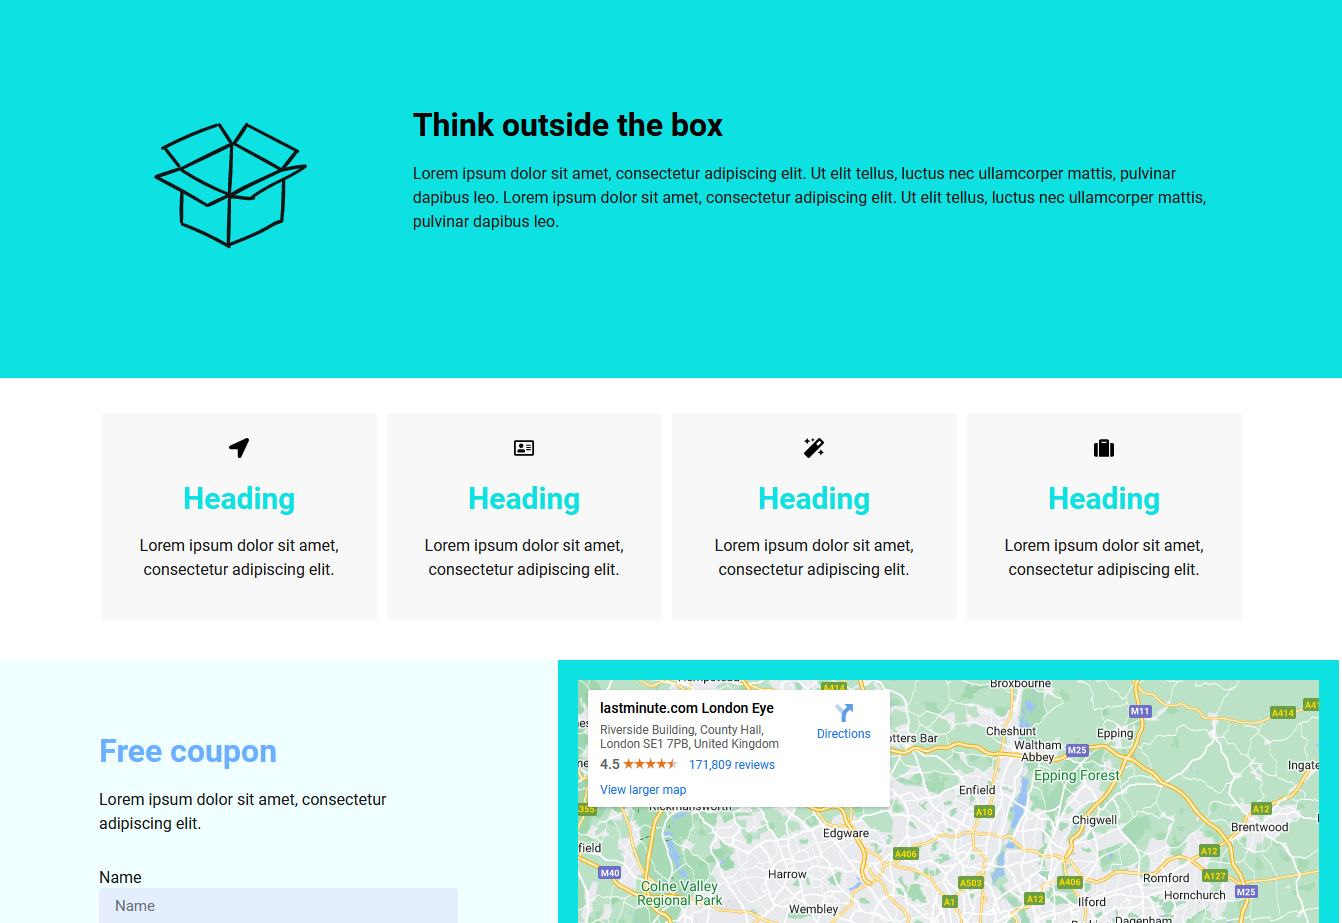 Think outside the box
Lorem ipsum dolor sit amet, consectetur adipiscing elit. Ut elit tellus, luctus nec ullamcorper mattis, pulvinar
dapibus leo. Lorem ipsum dolor sit amet, consectetur adipiscing elit. Ut elit tellus, luctus nec ullamcorper mattis,
pulvinar dapibus leo.
Heading
Lorem ipsum dolor sit amet,
consectetur adipiscing elit.
Heading
Lorem ipsum dolor sit amet,
consectetur adipiscing elit.
Heading
Lorem ipsum dolor sit amet,
consectetur adipiscing elit.
Heading
Lorem ipsum dolor sit amet,
consectetur adipiscing elit.
Free coupon
Lorem ipsum dolor sit amet, consectetur
adipiscing elit.
Name
Name
lastminute.com London Eye
Riverside Building, County Hall,
London SE1 7PB, United Kingdom
4.5 171,809 reviews
View larger map
Directions
A414
Broxbourne
M11
A414
Cheshunt
Epping
Waltham
Abbey
M25
Epping Forest
Enfield
A10
Chigwell
A12
Brentwood
Edgware
A406
A12
M40
Harrow
A503
A406
Romford
A127
M25
Colne Valley
Regional Park
Hornchurch
A1
A12
Ilford
Wembley
Dagenham